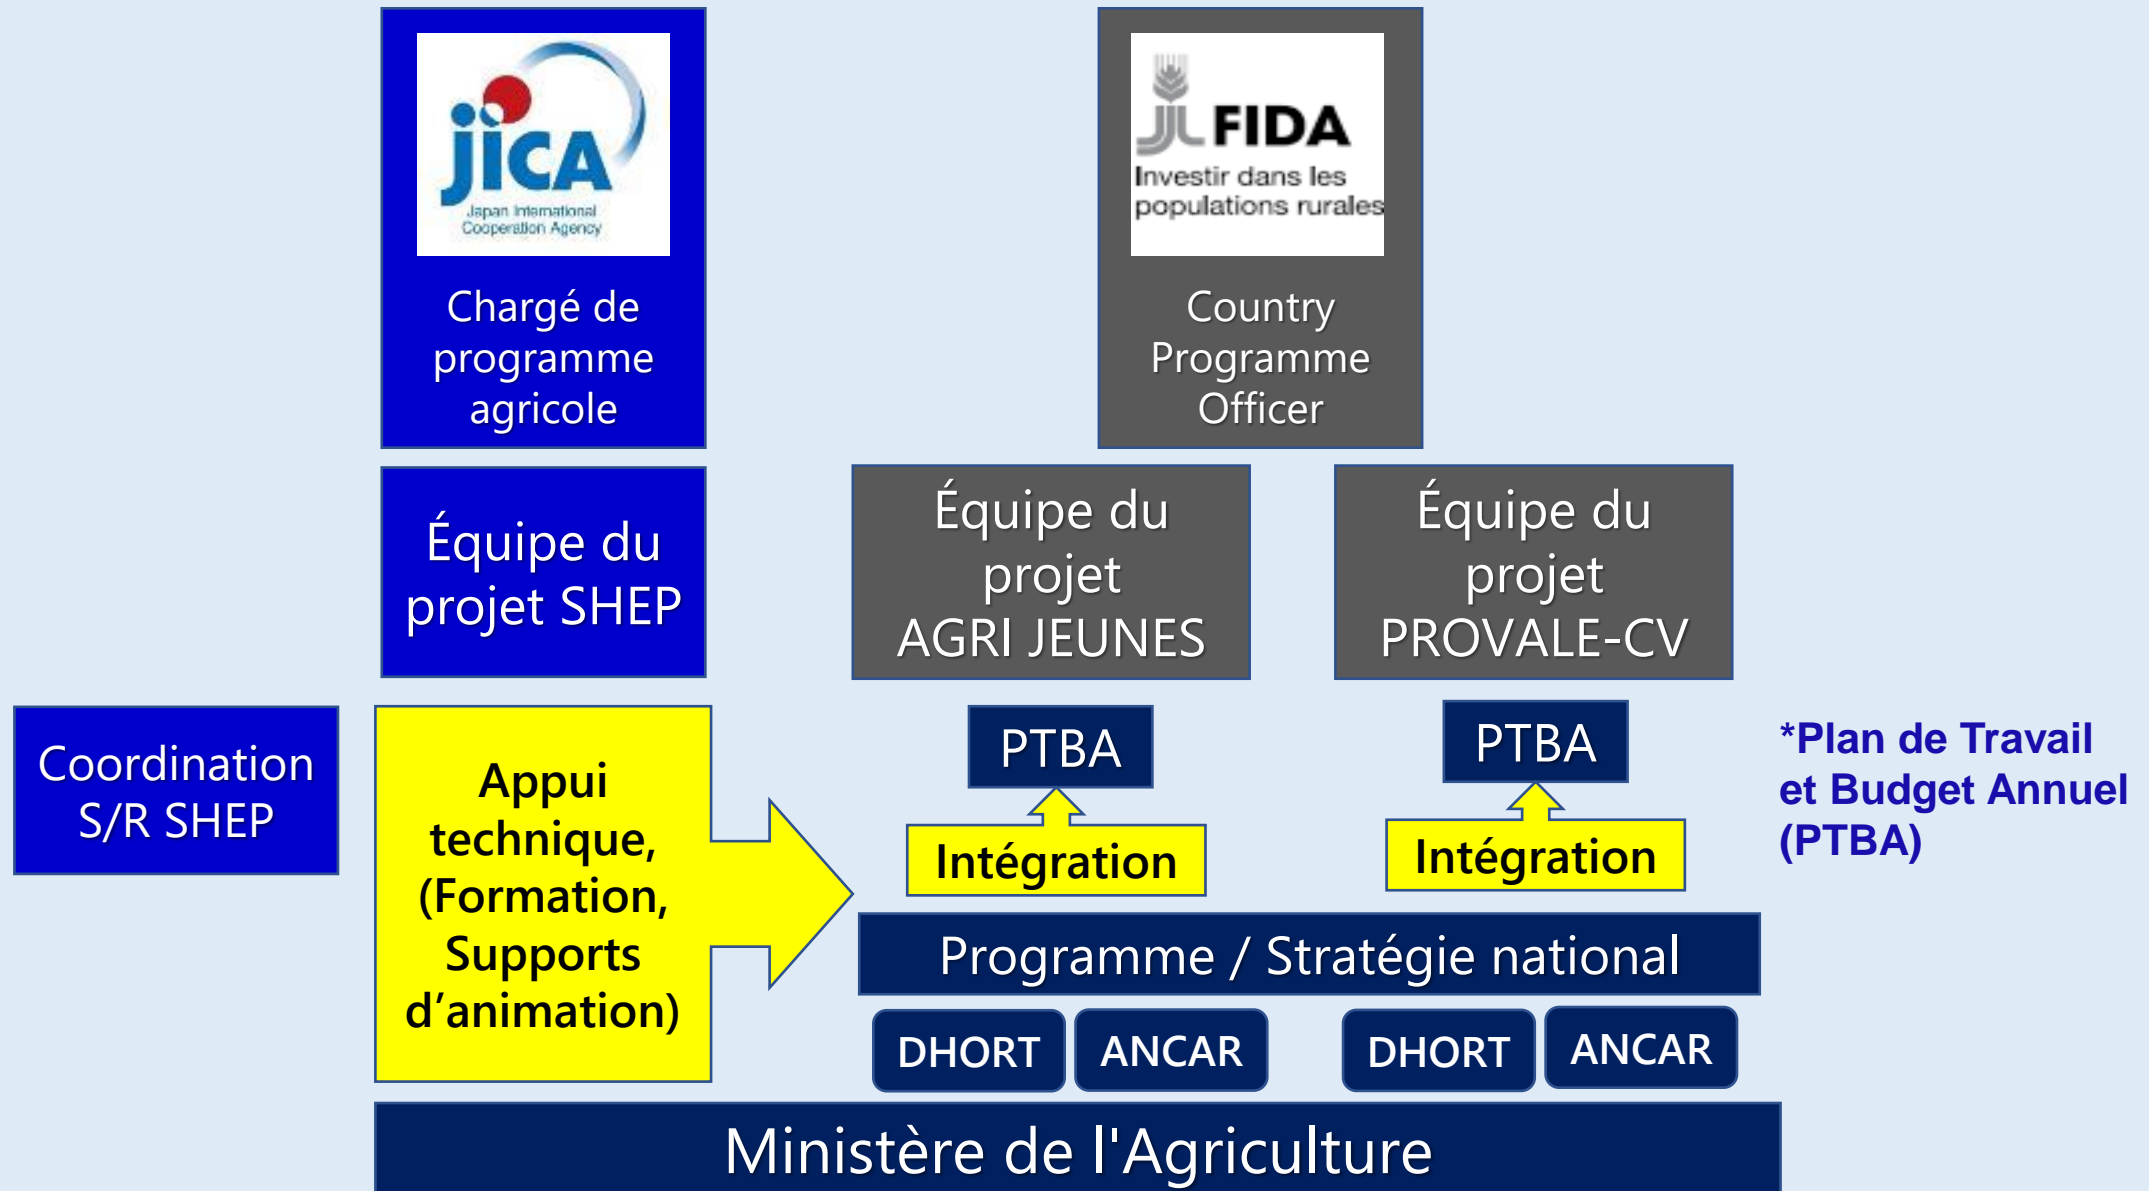 jica
Japan International
Cooperation Agency
Chargé de
programme
agricole
FIDA
Investir dans les
populations rurales
Country
Programme
Officer
Équipe du
projet SHEP
Équipe du
projet
AGRI JEUNES
Équipe du
projet
PROVALE-CV
Coordination
S/R SHEP
Appui
technique,
(Formation,
Supports
d’animation)
PTBA
Intégration
PTBA
Intégration
*Plan de Travail
et Budget Annuel
(PTBA)
Programme / Stratégie national
DHORT
ANCAR
DHORT
ANCAR
Ministère de l'Agriculture